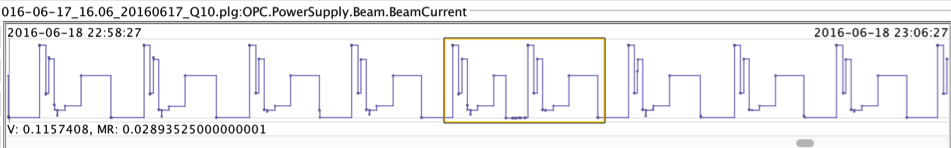 016-06-17_16.06_20160617_Q10.plg:OPC.PowerSupply.Beam.BeamCurrent
2016-06-18 22:58:27 2016-06-18 23:06:27
V: 0.1157408, MR: 0.02893525000000001